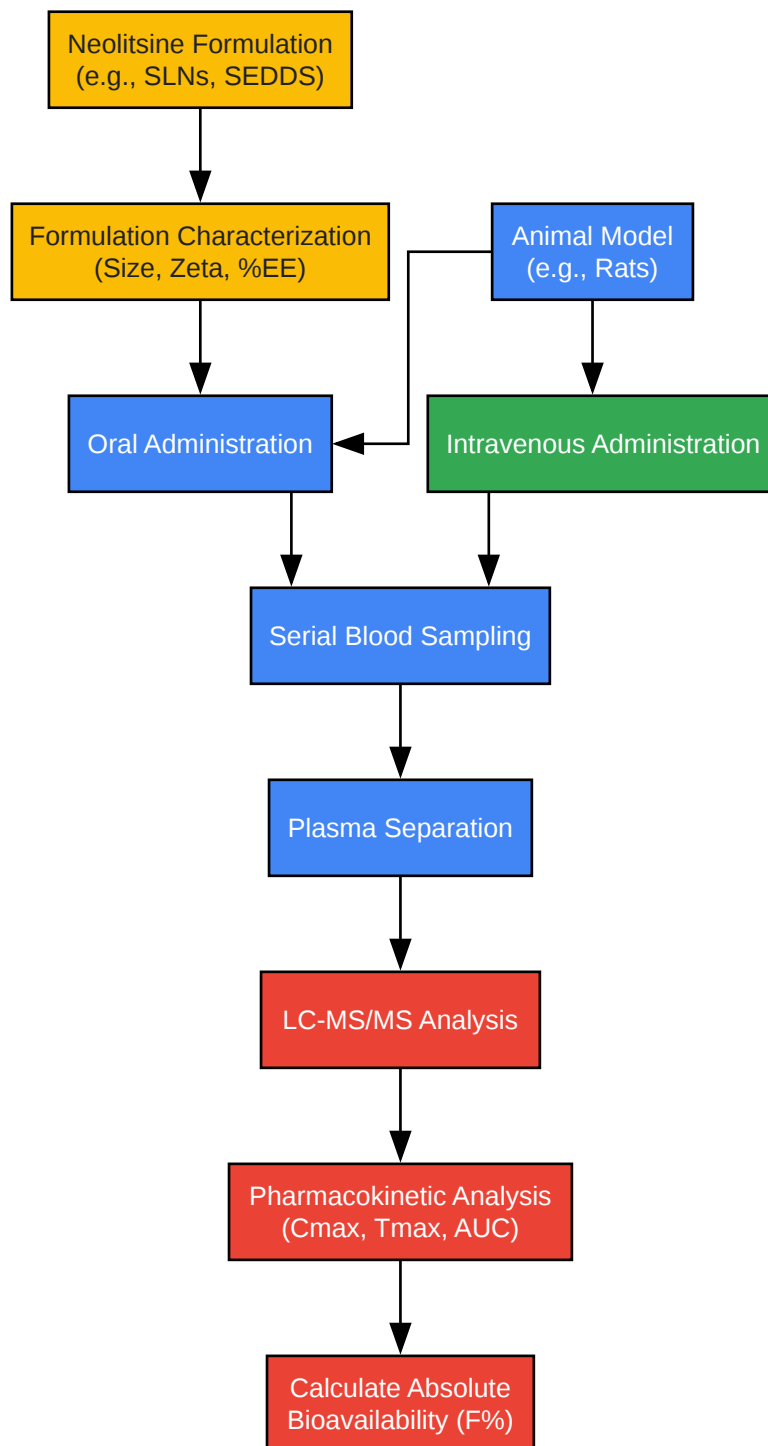 Neolitsine Formulation
(e.g., SLNs, SEDDS)
Formulation Characterization
(Size, Zeta, %EE)
Animal Model
(e.g., Rats)
Oral Administration
Intravenous Administration
Serial Blood Sampling
Plasma Separation
LC-MS/MS Analysis
Pharmacokinetic Analysis
(Cmax, Tmax, AUC)
Calculate Absolute
Bioavailability (F%)